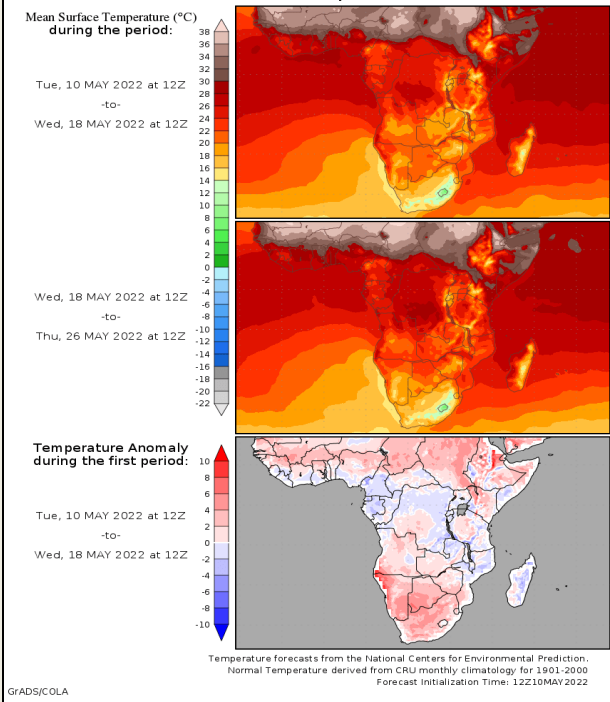 Mean Surface Temperature (°C)
during the period:
Tue, 10 MAY 2022 at 12Z
-to-
Wed, 18 MAY 2022 at 12Z
38
36
34
32
30
28
26
24
22
20
18
16
14
12
10
8
6
4
2
0
-2
-4
-6
-8
-10
-12
-14
-16
-18
-20
-22
Wed, 18 MAY 2022 at 12Z
-to-
Thu, 26 MAY 2022 at 12Z
Temperature Anomaly
during the first period:
Tue, 10 MAY 2022 at 12Z
-to-
Wed, 18 MAY 2022 at 12Z
10
8
6
4
2
0
-2
-4
-6
-8
-10
Temperature forecasts from the National Centers for Environmental Prediction.
Normal Temperature derived from CRU monthly climatology for 1901-2000
Forecast Initialization Time: 12Z10MAY2022
GrADS/COLA